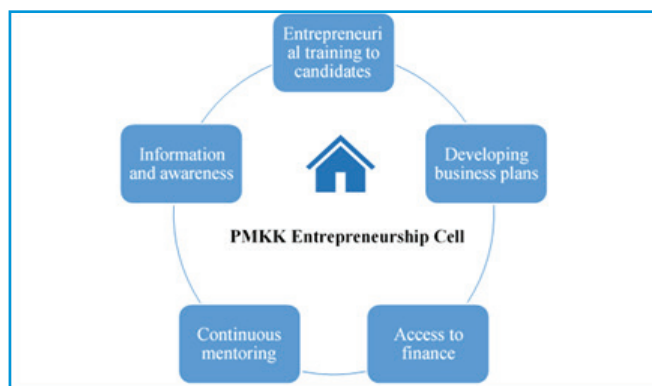 Entrepreneuri
al training to
candidates
Information
and awareness
Developing
business plans
PMKK Entrepreneurship Cell
Continuous
mentoring
Access to
finance